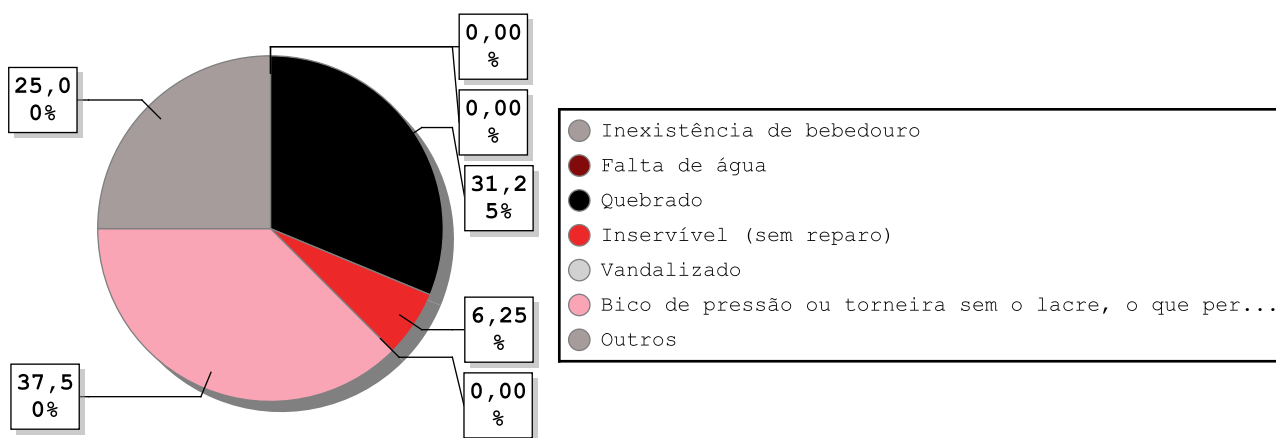 0,00
%
25,0
0%
0,00
%
31,2
5%
6,25
%
37,5
0%
0,00
%
Inexistência de bebedouro
Falta de água
Quebrado
Inservível (sem reparo)
Vandalizado
Bico de pressão ou torneira sem o lacre, o que per...
Outros